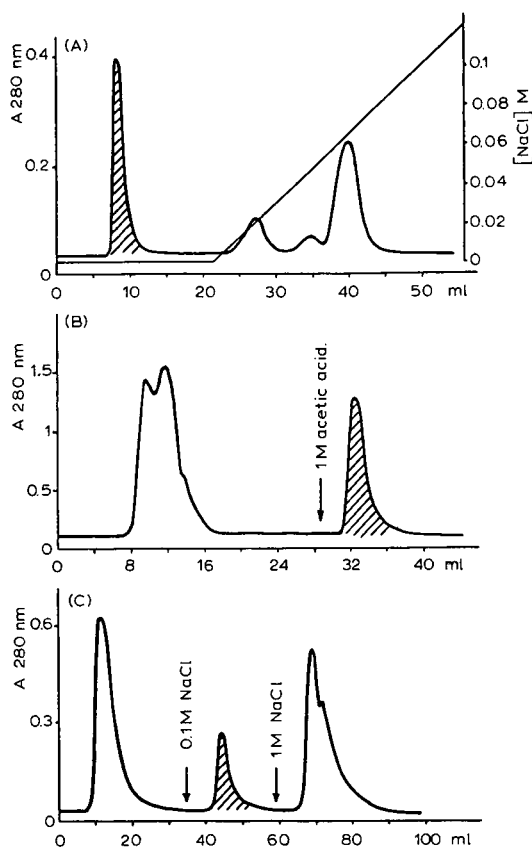 (A)
A 280 nm
0.4
0.2
0
0.1
0.08
0.06
0.04
0.02
0
[NaCl] M
0 10 20 30 40 50 ml
(B)
A 280 nm
1.5
1
0.5
0
1M acetic acid.
0 8 16 24 32 40 ml
(C)
A 280 nm
0.6
0.3
0
0.1M NaCl
1M NaCl
0 20 40 60 80 100 ml